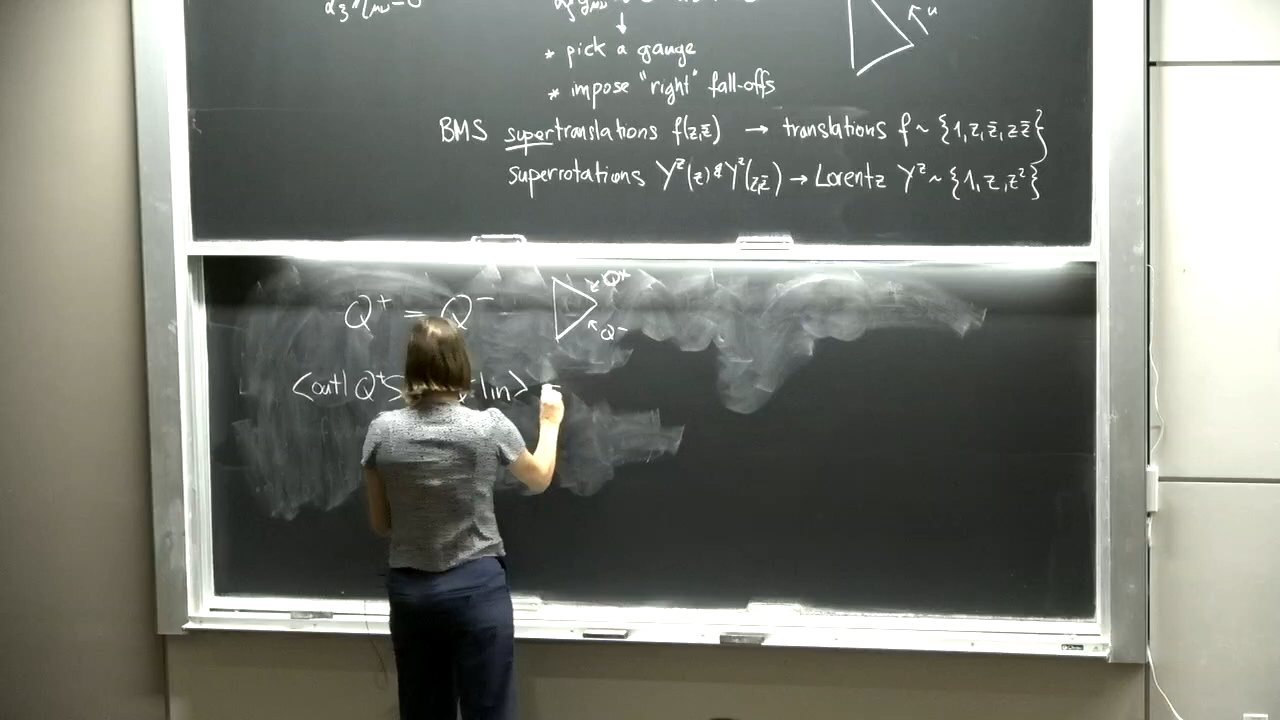 * pick a gauge
* impose "right" fall-offs
u
BMS supertranslations f(z,z̄) → translations f ~ {1,z,z̄,zz̄}
superrotations Y^z(z) & Y^z̄(z,z̄) → Lorentz Y^z ~ {1,z,z²}
Q⁺ = Q⁻
Q⁺
Q⁻
<out| Q⁺S Q⁻|in> =